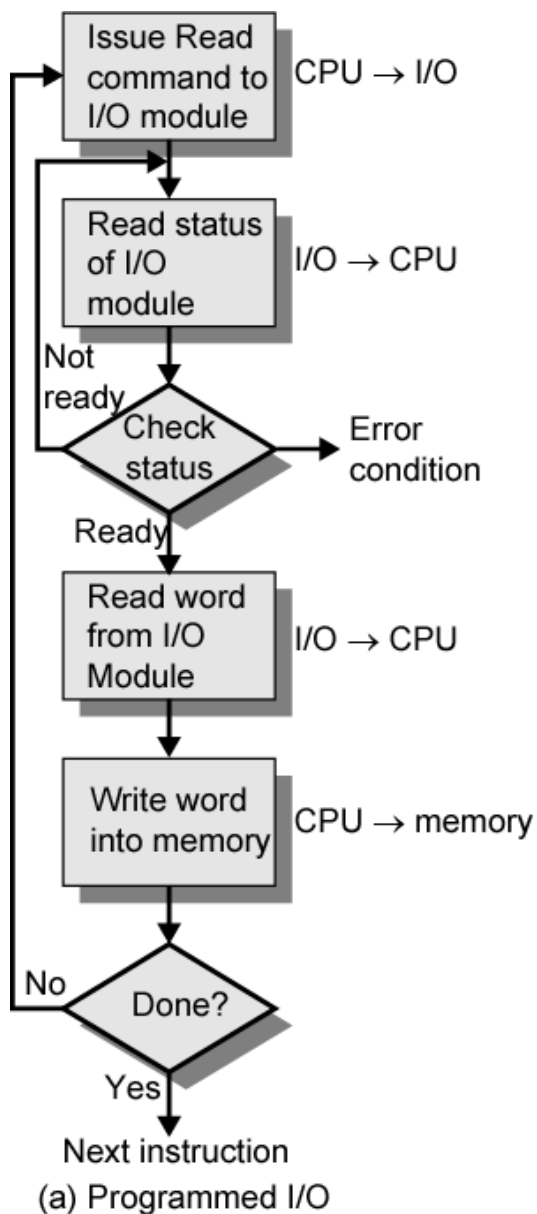 Issue Read
command to
I/O module
CPU → I/O
Read status
of I/O
module
I/O → CPU
Not
ready
Check
status
Error
condition
Ready
Read word
from I/O
Module
I/O → CPU
Write word
into memory
CPU → memory
No
Done?
Yes
Next instruction
(a) Programmed I/O